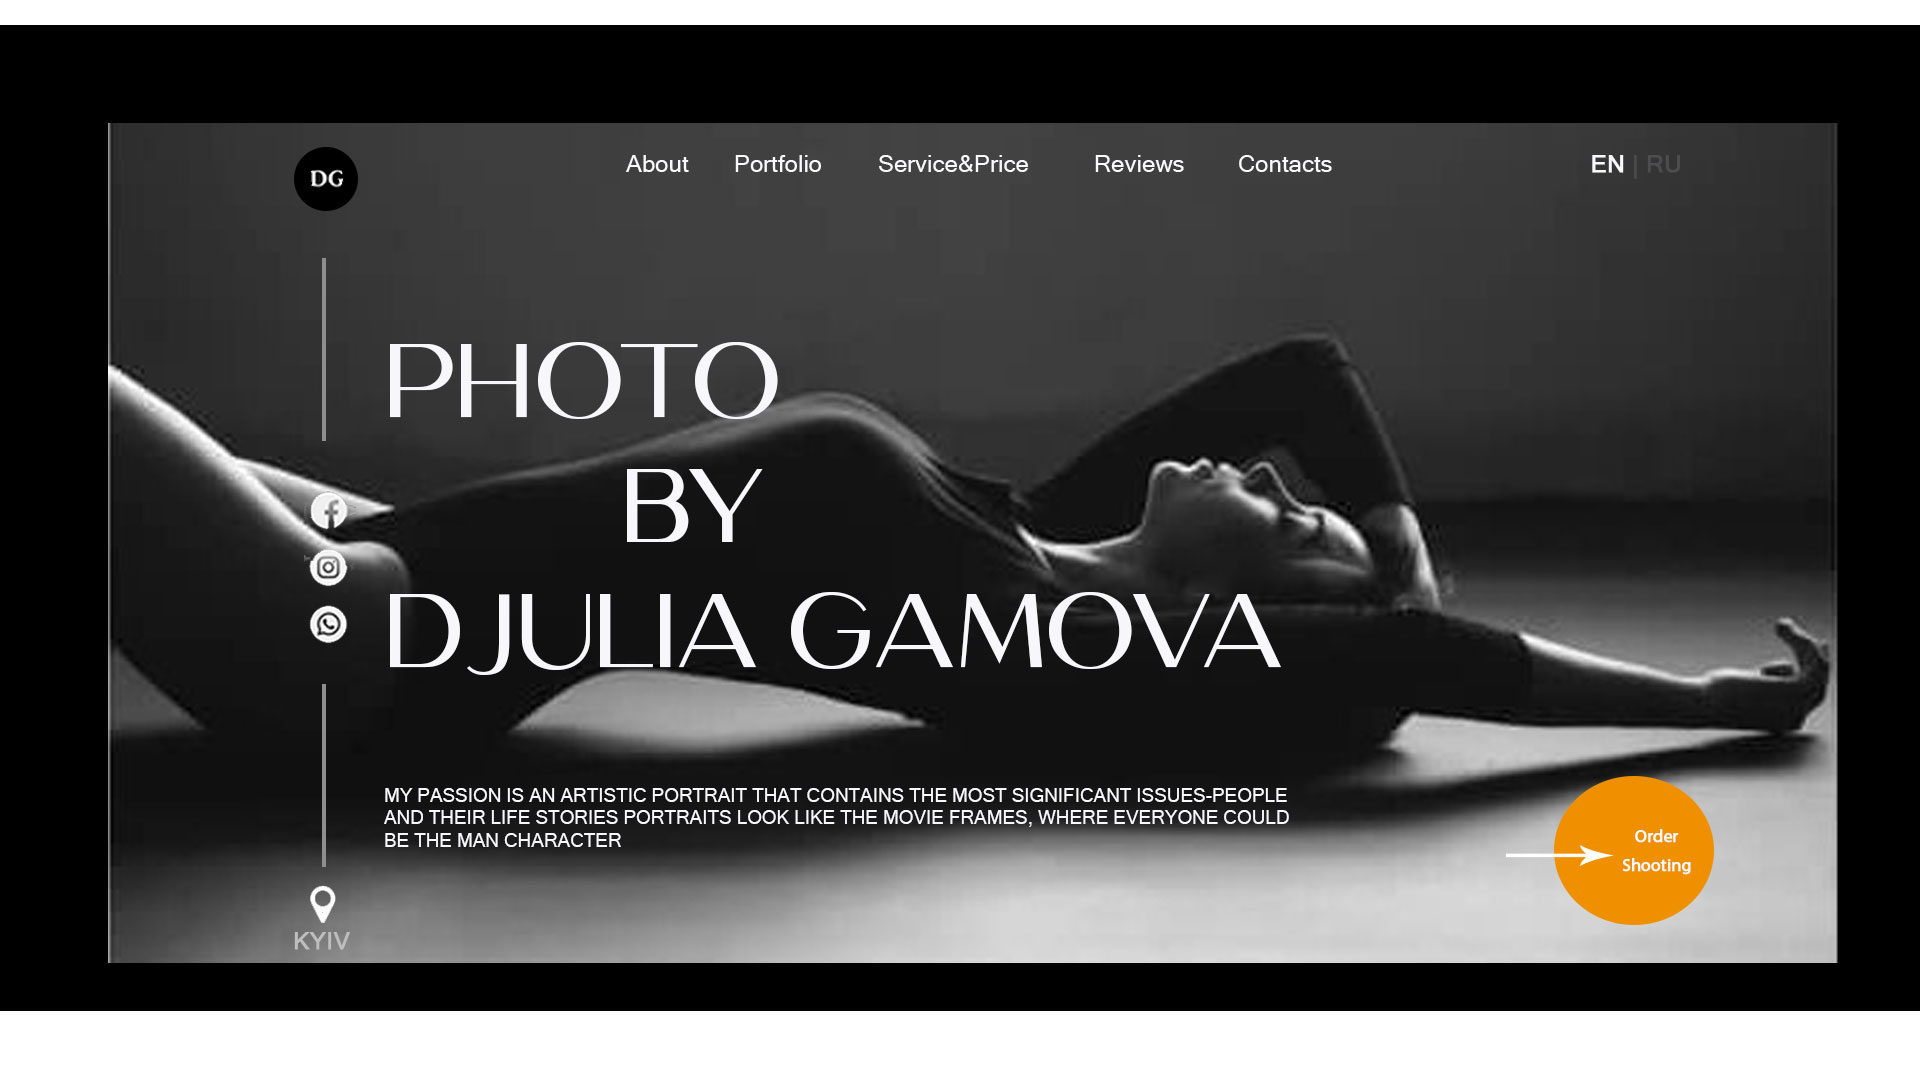 DG
About Portfolio Service&Price Reviews Contacts EN | RU
PHOTO
BY
DJULIA GAMOVA
MY PASSION IS AN ARTISTIC PORTRAIT THAT CONTAINS THE MOST SIGNIFICANT ISSUES-PEOPLE
AND THEIR LIFE STORIES PORTRAITS LOOK LIKE THE MOVIE FRAMES, WHERE EVERYONE COULD
BE THE MAN CHARACTER
Order
Shooting
KYIV